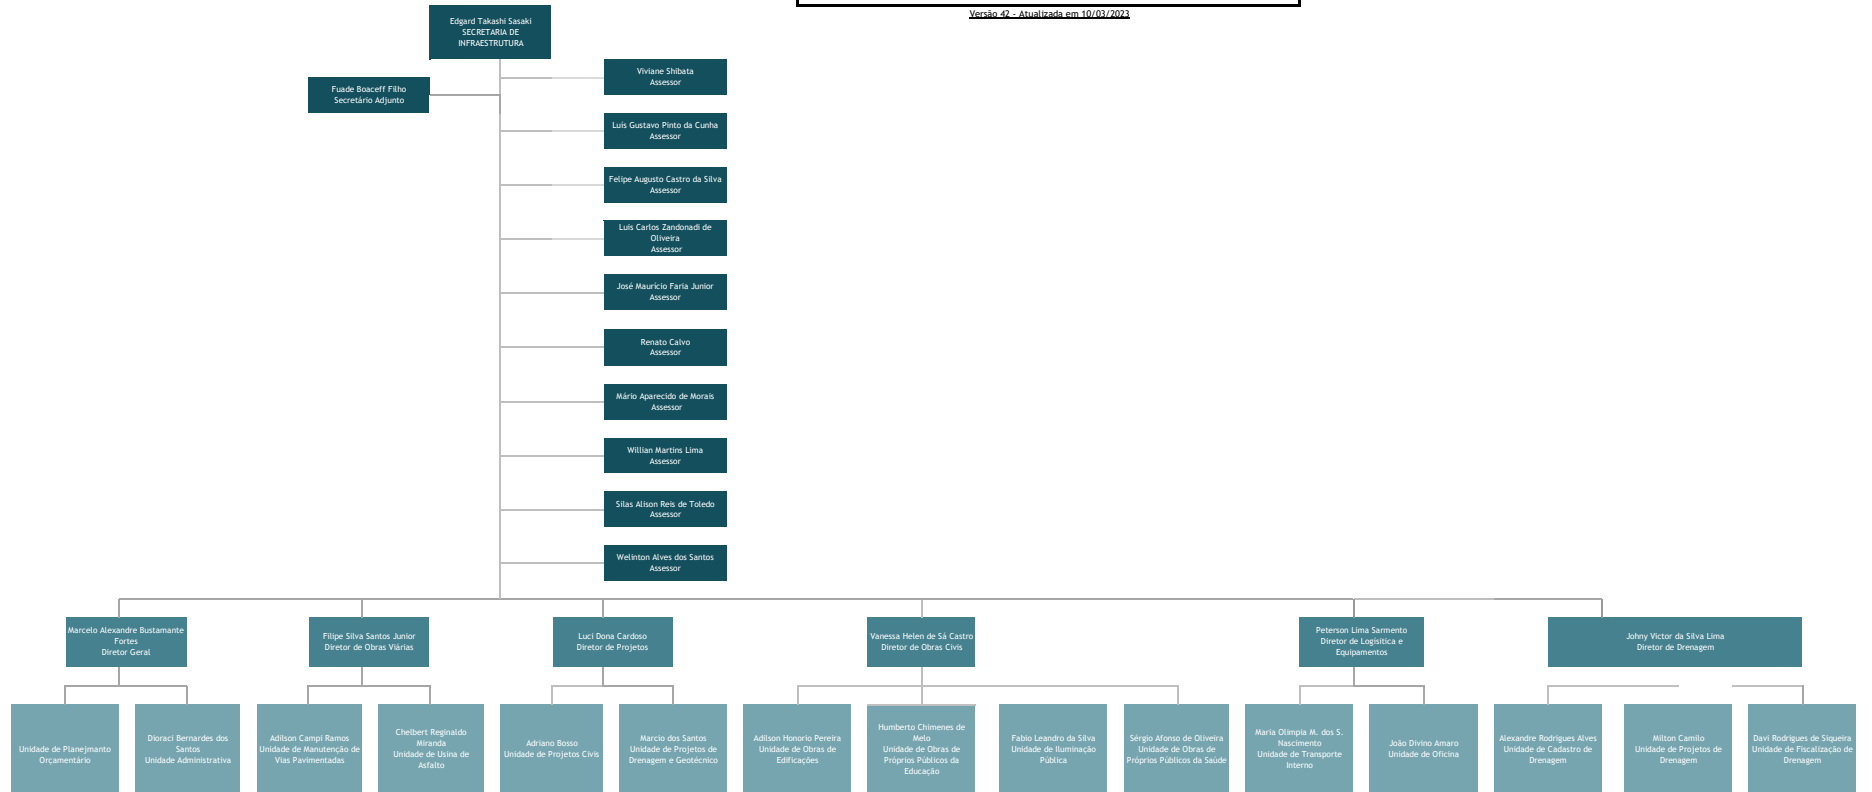 Versão 42 - Atualizada em 10/03/2023
Edgard Takashi Sasaki
SECRETARIA DE
INFRAESTRUTURA
Fuade Boaceff Filho
Secretário Adjunto
Viviane Shibata
Assessor
Luís Gustavo Pinto da Cunha
Assessor
Felipe Augusto Castro da Silva
Assessor
Luis Carlos Zandonadi de
Oliveira
Assessor
José Maurício Faria Junior
Assessor
Renato Calvo
Assessor
Mário Aparecido de Morais
Assessor
Willian Martins Lima
Assessor
Silas Alison Reis de Toledo
Assessor
Welinton Alves dos Santos
Assessor
Marcelo Alexandre Bustamante
Fortes
Diretor Geral
Filipe Silva Santos Junior
Diretor de Obras Viárias
Luci Dona Cardoso
Diretor de Projetos
Vanessa Helen de Sá Castro
Diretor de Obras Civis
Peterson Lima Sarmento
Diretor de Logisitica e
Equipamentos
Johny Victor da Silva Lima
Diretor de Drenagem
Unidade de Planejmanto
Orçamentário
Dioraci Bernardes dos
Santos
Unidade Administrativa
Adilson Campi Ramos
Unidade de Manutenção de
Vias Pavimentadas
Chelbert Reginaldo
Miranda
Unidade de Usina de
Asfalto
Adriano Bosso
Unidade de Projetos Civis
Marcio dos Santos
Unidade de Projetos de
Drenagem e Geotécnico
Adilson Honorio Pereira
Unidade de Obras de
Edificações
Humberto Chimenes de
Melo
Unidade de Obras de
Próprios Públicos da
Educação
Fabio Leandro da Silva
Unidade de Iluminação
Pública
Sérgio Afonso de Oliveira
Unidade de Obras de
Próprios Públicos da Saúde
Maria Olimpia M. dos S.
Nascimento
Unidade de Transporte
Interno
João Divino Amaro
Unidade de Oficina
Alexandre Rodrigues Alves
Unidade de Cadastro de
Drenagem
Milton Camilo
Unidade de Projetos de
Drenagem
Davi Rodrigues de Siqueira
Unidade de Fiscalização de
Drenagem